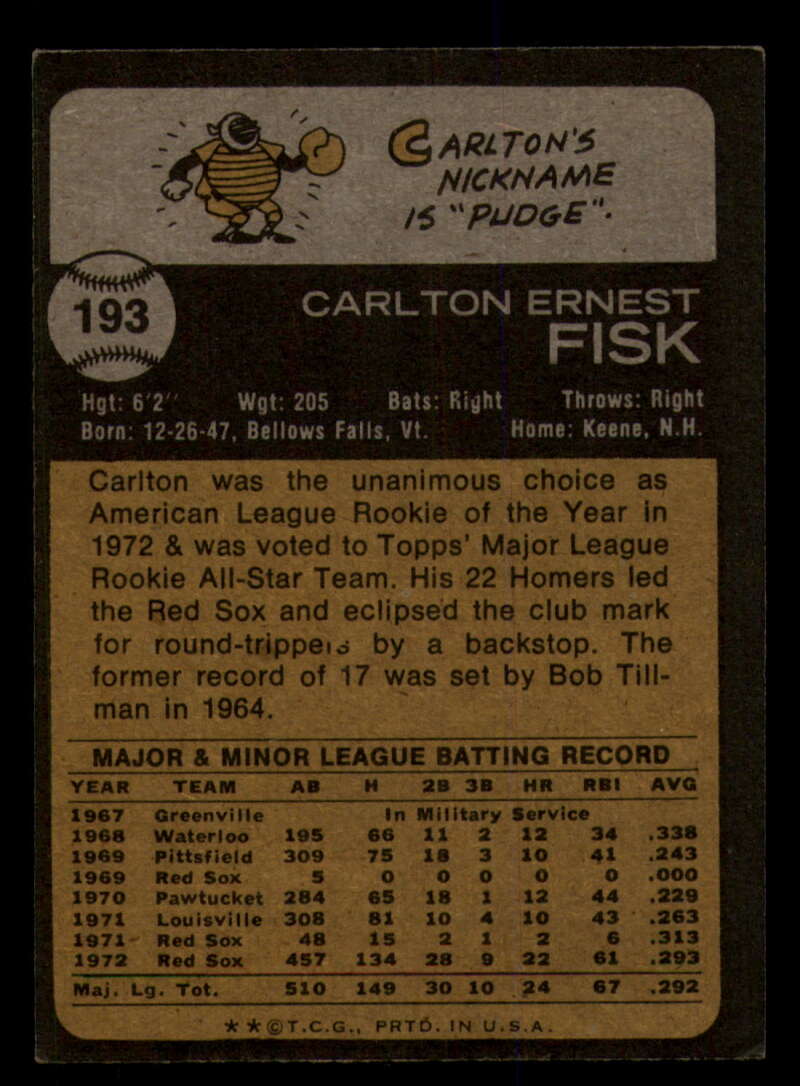 CARLTON'S
NICKNAME
IS "PUDGE".
193
CARLTON ERNEST
FISK
Hgt: 6'2" Wgt: 205 Bats: Right Throws: Right
Born: 12-26-47, Bellows Falls, Vt. Home: Keene, N.H.
Carlton was the unanimous choice as
American League Rookie of the Year in
1972 & was voted to Topps' Major League
Rookie All-Star Team. His 22 Homers led
the Red Sox and eclipsed the club mark
for round-trippers by a backstop. The
former record of 17 was set by Bob Till-
man in 1964.
MAJOR & MINOR LEAGUE BATTING RECORD
YEAR TEAM AB H 2B 3B HR RBI AVG
1967 Greenville In Military Service
1968 Waterloo 195 66 11 2 12 34 .338
1969 Pittsfield 309 75 18 3 10 41 .243
1969 Red Sox 5 0 0 0 0 0 .000
1970 Pawtucket 284 65 18 1 12 44 .229
1971 Louisville 308 81 10 4 10 43 .263
1971 Red Sox 48 15 2 1 2 6 .313
1972 Red Sox 457 134 28 9 22 61 .293
Maj. Lg. Tot. 510 149 30 10 24 67 .292
**©T.C.G., PRTD. IN U.S.A.